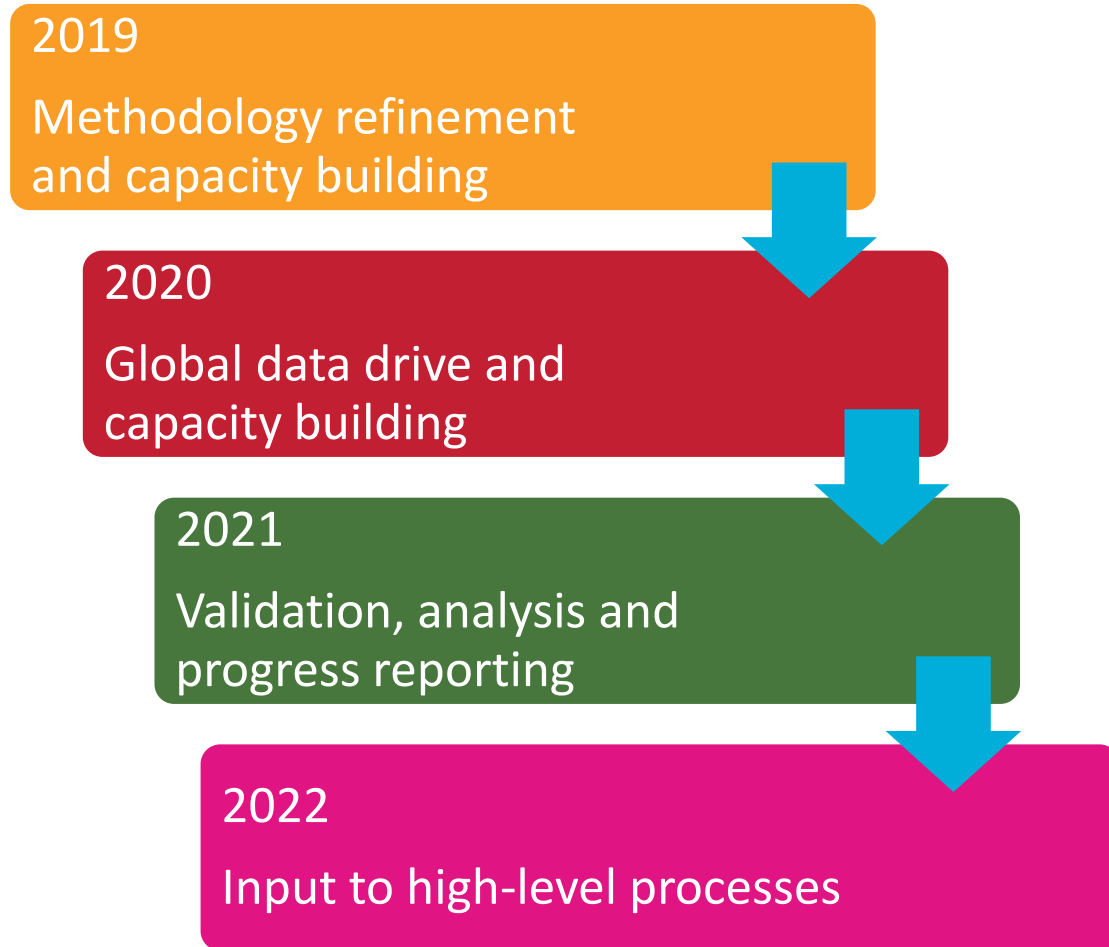 2019
Methodology refinement
and capacity building
2020
Global data drive and
capacity building
2021
Validation, analysis and
progress reporting
2022
Input to high-level processes